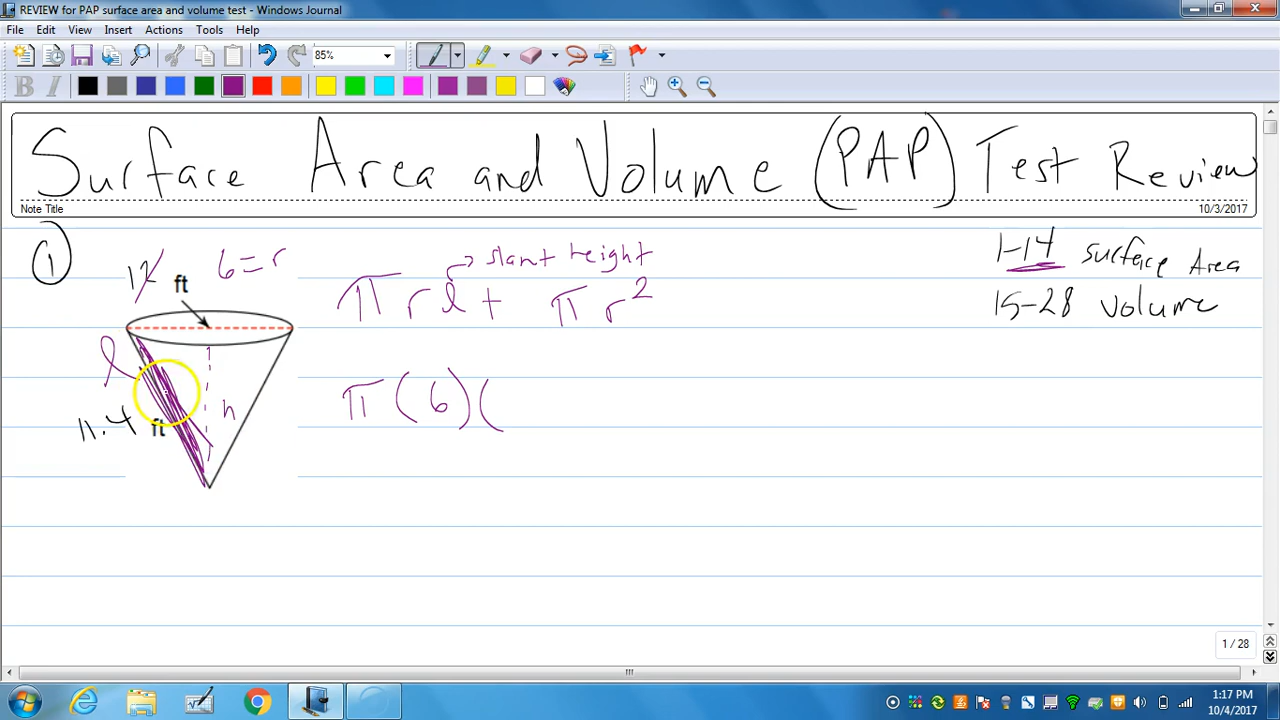 REVIEW for PAP surface area and volume test - Windows Journal
File Edit View Insert Actions Tools Help
85%
B I
Surface Area and Volume (PAP) Test Review
Note Title
10/3/2017
1
12 ft
6 = r
→ slant height
π r l + π r²
1-14 surface Area
15-28 volume
l
h
11.4 ft
π (6)(
1 / 28
1:17 PM
10/4/2017